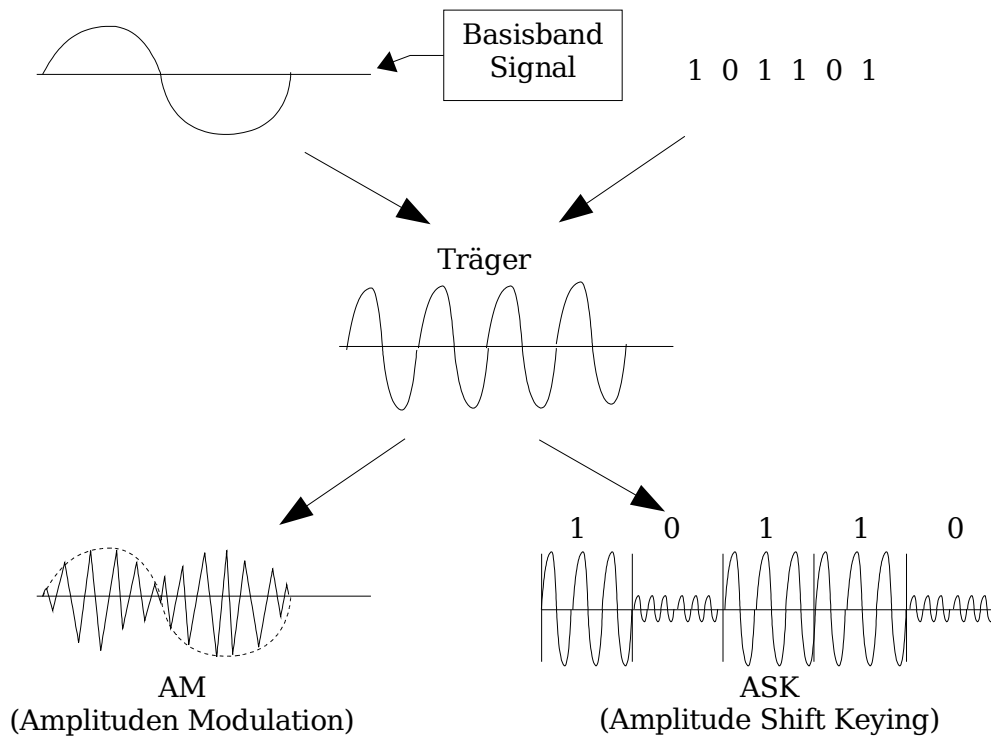 Basisband
Signal
1 0 1 1 0 1
Träger
1 0 1 1 0
AM
(Amplituden Modulation)
ASK
(Amplitude Shift Keying)